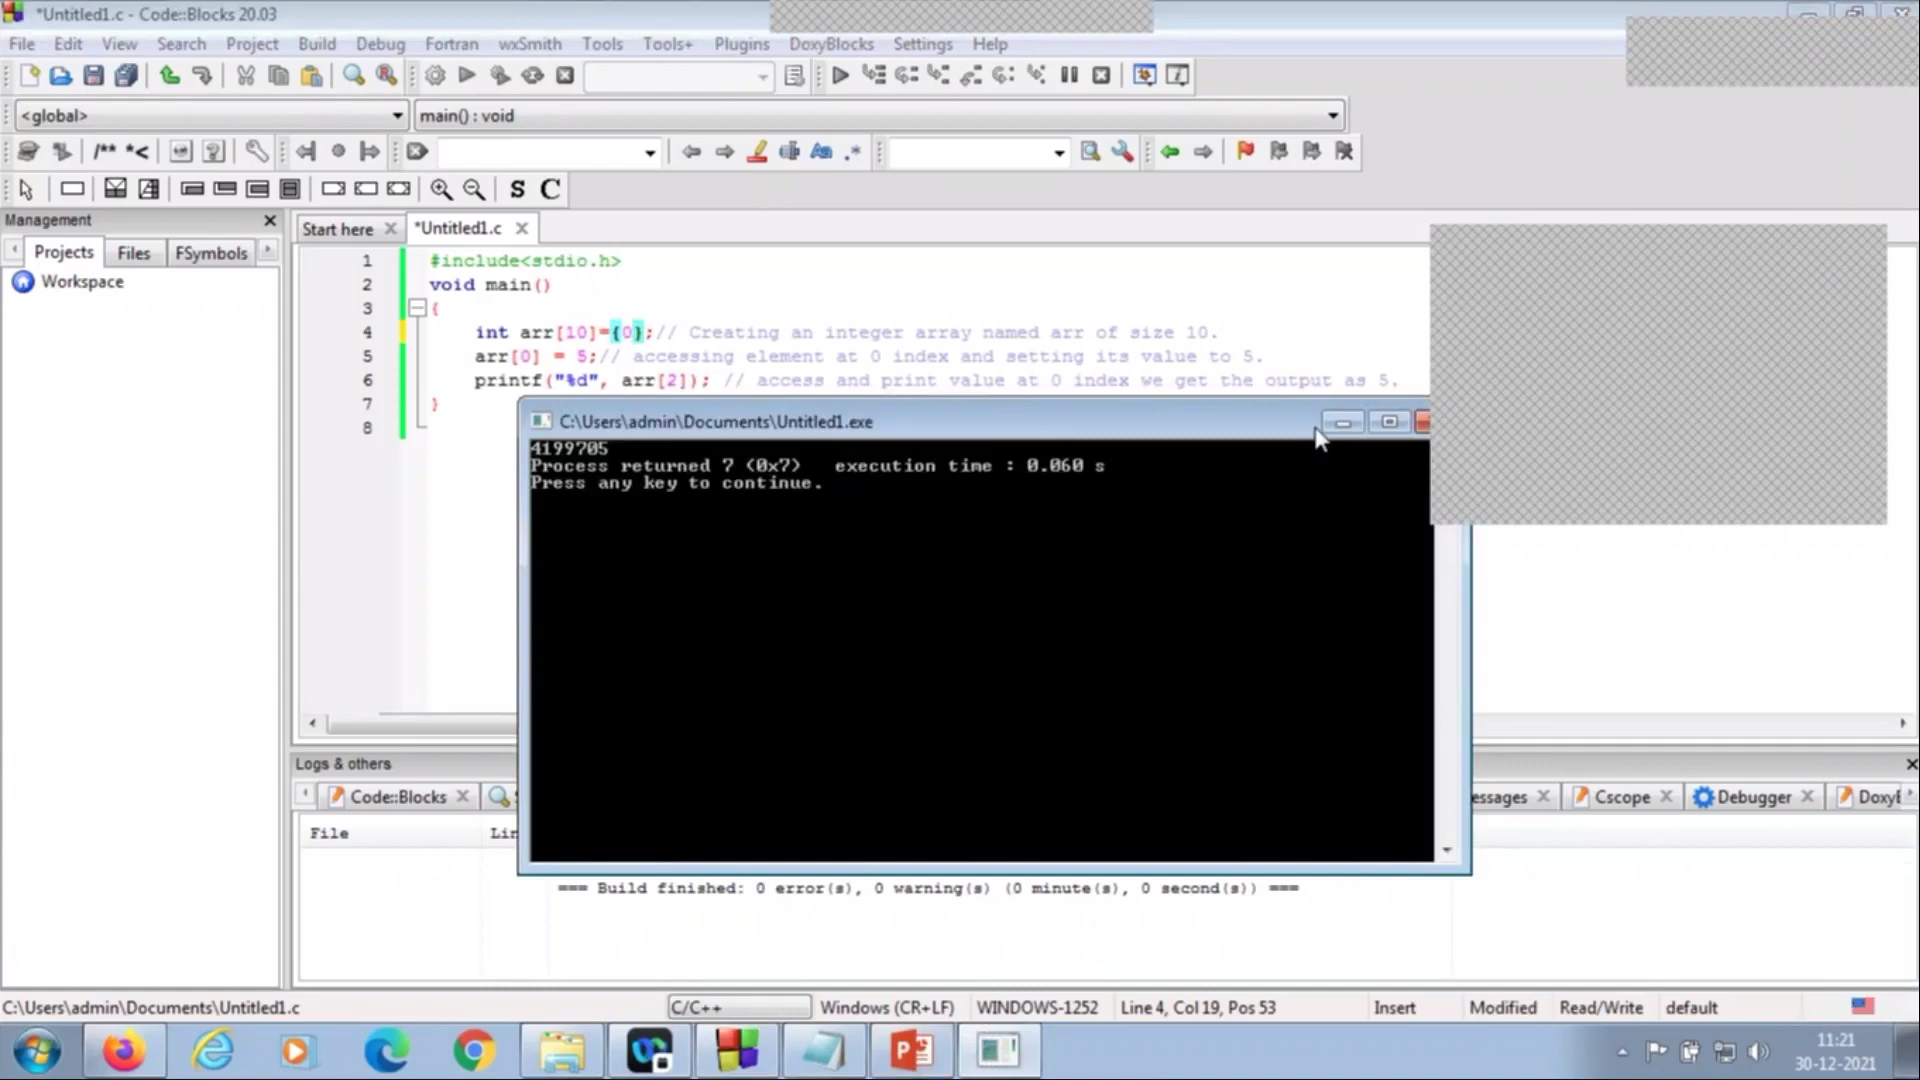 *Untitled1.c - Code::Blocks 20.03
File Edit View Search Project Build Debug Fortran wxSmith Tools Tools+ Plugins DoxyBlocks Settings Help
<global> main() : void
/** *<
S C
Management
Projects Files FSymbols
Workspace
Start here *Untitled1.c
1 #include<stdio.h>
2 void main()
3 {
4 int arr[10]={0};// Creating an integer array named arr of size 10.
5 arr[0] = 5;// accessing element at 0 index and setting its value to 5.
6 printf("%d", arr[2]); // access and print value at 0 index we get the output as 5.
7 }
8
C:\Users\admin\Documents\Untitled1.exe
4199705
Process returned 7 (0x7) execution time : 0.060 s
Press any key to continue.
Logs & others
Code::Blocks essages Cscope Debugger Doxy
File Lin
=== Build finished: 0 error(s), 0 warning(s) (0 minute(s), 0 second(s)) ===
C:\Users\admin\Documents\Untitled1.c C/C++ Windows (CR+LF) WINDOWS-1252 Line 4, Col 19, Pos 53 Insert Modified Read/Write default
11:21
30-12-2021